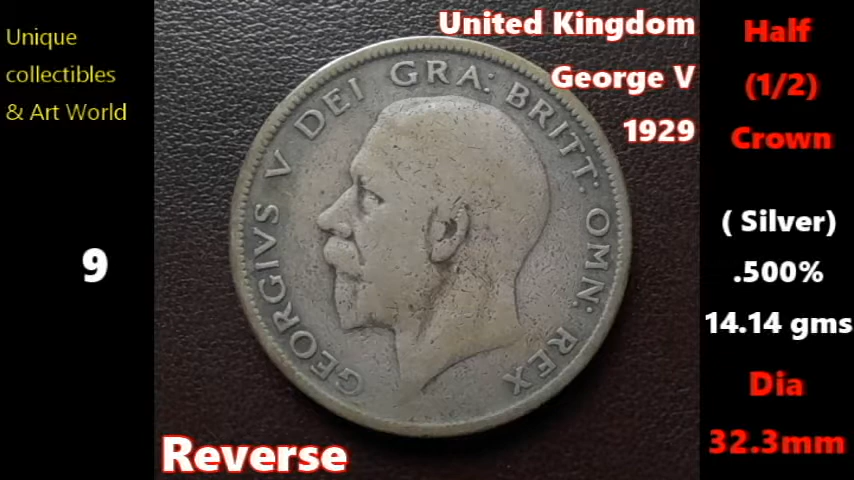 Unique
collectibles
& Art World
9
United Kingdom
George V
1929
Half
(1/2)
Crown
( Silver)
.500%
14.14 gms
Dia
32.3mm
GEORGIVS V DEI GRA: BRITT: OMN: REX
Reverse